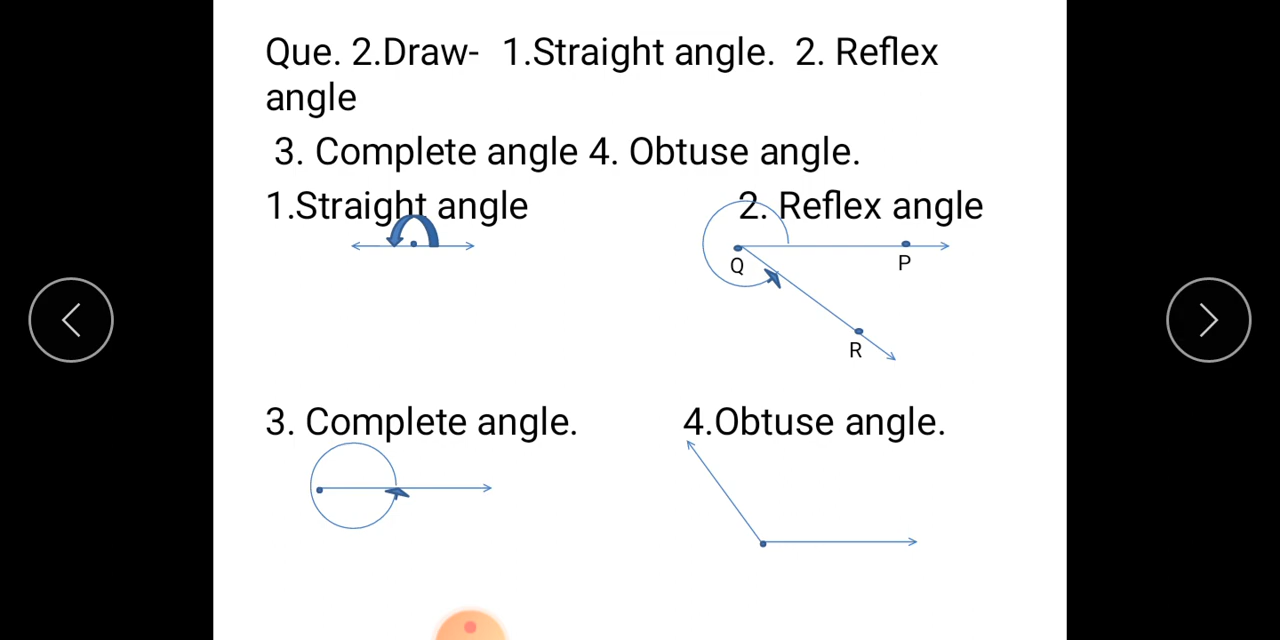 Que. 2.Draw-  1.Straight angle.  2. Reflex
angle
3. Complete angle 4. Obtuse angle.
1.Straight angle
2. Reflex angle
Q
P
R
3. Complete angle.
4.Obtuse angle.